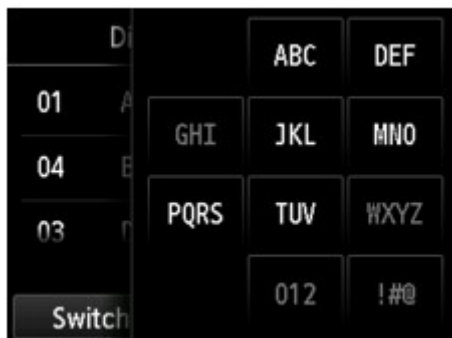 Di
ABC DEF
01 A
GHI JKL MNO
04 B
PQRS TUV WXYZ
03 D
012 !#@
Switch